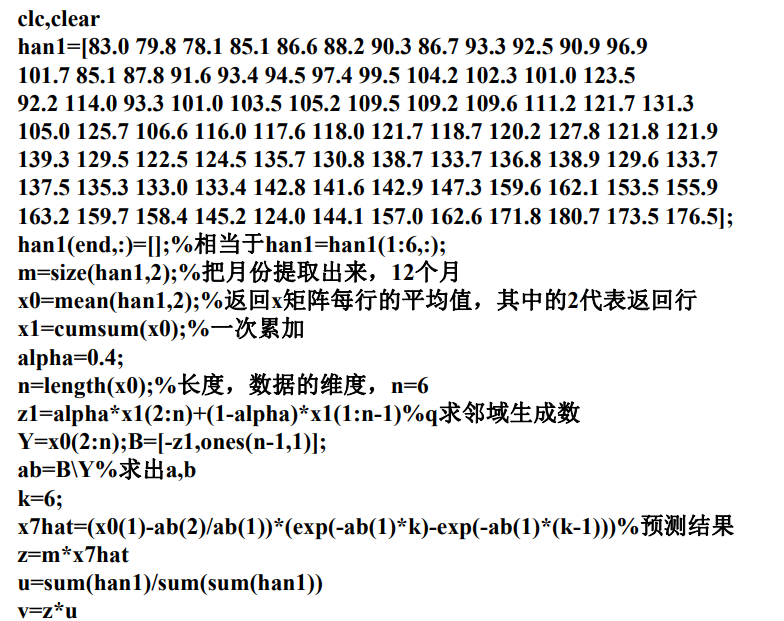 clc,clear
han1=[83.0 79.8 78.1 85.1 86.6 88.2 90.3 86.7 93.3 92.5 90.9 96.9
101.7 85.1 87.8 91.6 93.4 94.5 97.4 99.5 104.2 102.3 101.0 123.5
92.2 114.0 93.3 101.0 103.5 105.2 109.5 109.2 109.6 111.2 121.7 131.3
105.0 125.7 106.6 116.0 117.6 118.0 121.7 118.7 120.2 127.8 121.8 121.9
139.3 129.5 122.5 124.5 135.7 130.8 138.7 133.7 136.8 138.9 129.6 133.7
137.5 135.3 133.0 133.4 142.8 141.6 142.9 147.3 159.6 162.1 153.5 155.9
163.2 159.7 158.4 145.2 124.0 144.1 157.0 162.6 171.8 180.7 173.5 176.5];
han1(end,:)=[];%相当于han1=han1(1:6,:);
m=size(han1,2);%把月份提取出来，12个月
x0=mean(han1,2);%返回x矩阵每行的平均值，其中的2代表返回行
x1=cumsum(x0);%一次累加
alpha=0.4;
n=length(x0);%长度，数据的维度，n=6
z1=alpha*x1(2:n)+(1-alpha)*x1(1:n-1)%q求邻域生成数
Y=x0(2:n);B=[-z1,ones(n-1,1)];
ab=B\Y%求出a,b
k=6;
x7hat=(x0(1)-ab(2)/ab(1))*(exp(-ab(1)*k)-exp(-ab(1)*(k-1)))%预测结果
z=m*x7hat
u=sum(han1)/sum(sum(han1))
v=z*u